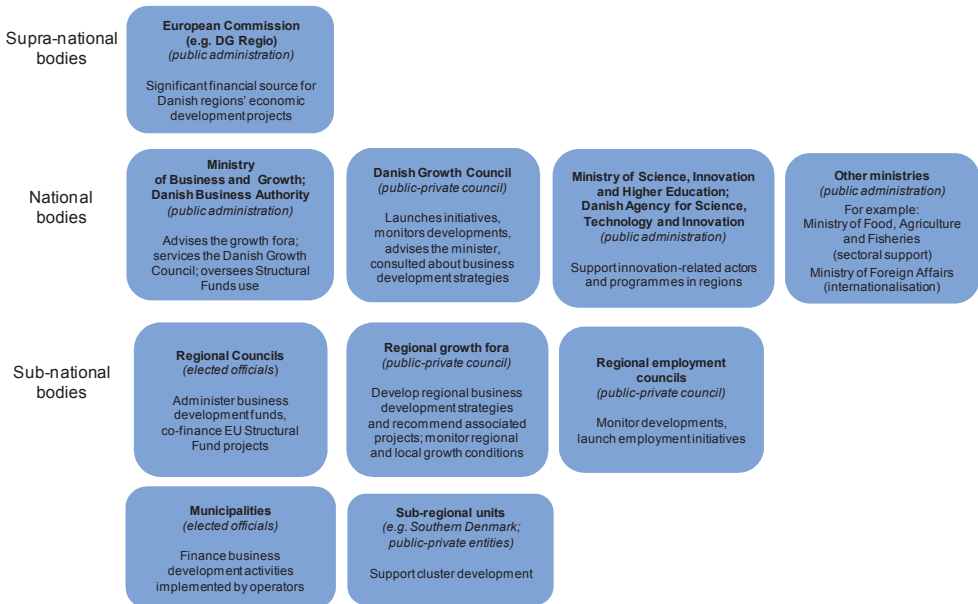 Supra-national
bodies
European Commission
(e.g. DG Regio)
(public administration)
Significant financial source for
Danish regions' economic
development projects
National
bodies
Ministry
of Business and Growth;
Danish Business Authority
(public administration)
Advises the growth fora;
services the Danish Growth
Council; oversees Structural
Funds use
Danish Growth Council
(public-private council)
Launches initiatives,
monitors developments,
advises the minister,
consulted about business
development strategies
Ministry of Science, Innovation
and Higher Education;
Danish Agency for Science,
Technology and Innovation
(public administration)
Support innovation-related actors
and programmes in regions
Other ministries
(public administration)
For example:
Ministry of Food, Agriculture
and Fisheries
(sectoral support)
Ministry of Foreign Affairs
(internationalisation)
Sub-national
bodies
Regional Councils
(elected officials)
Administer business
development funds,
co-finance EU Structural
Fund projects
Regional growth fora
(public-private council)
Develop regional business
development strategies
and recommend associated
projects; monitor regional
and local growth conditions
Regional employment
councils
(public-private council)
Monitor developments,
launch employment initiatives
Municipalities
(elected officials)
Finance business
development activities
implemented by operators
Sub-regional units
(e.g. Southern Denmark;
public-private entities)
Support cluster development